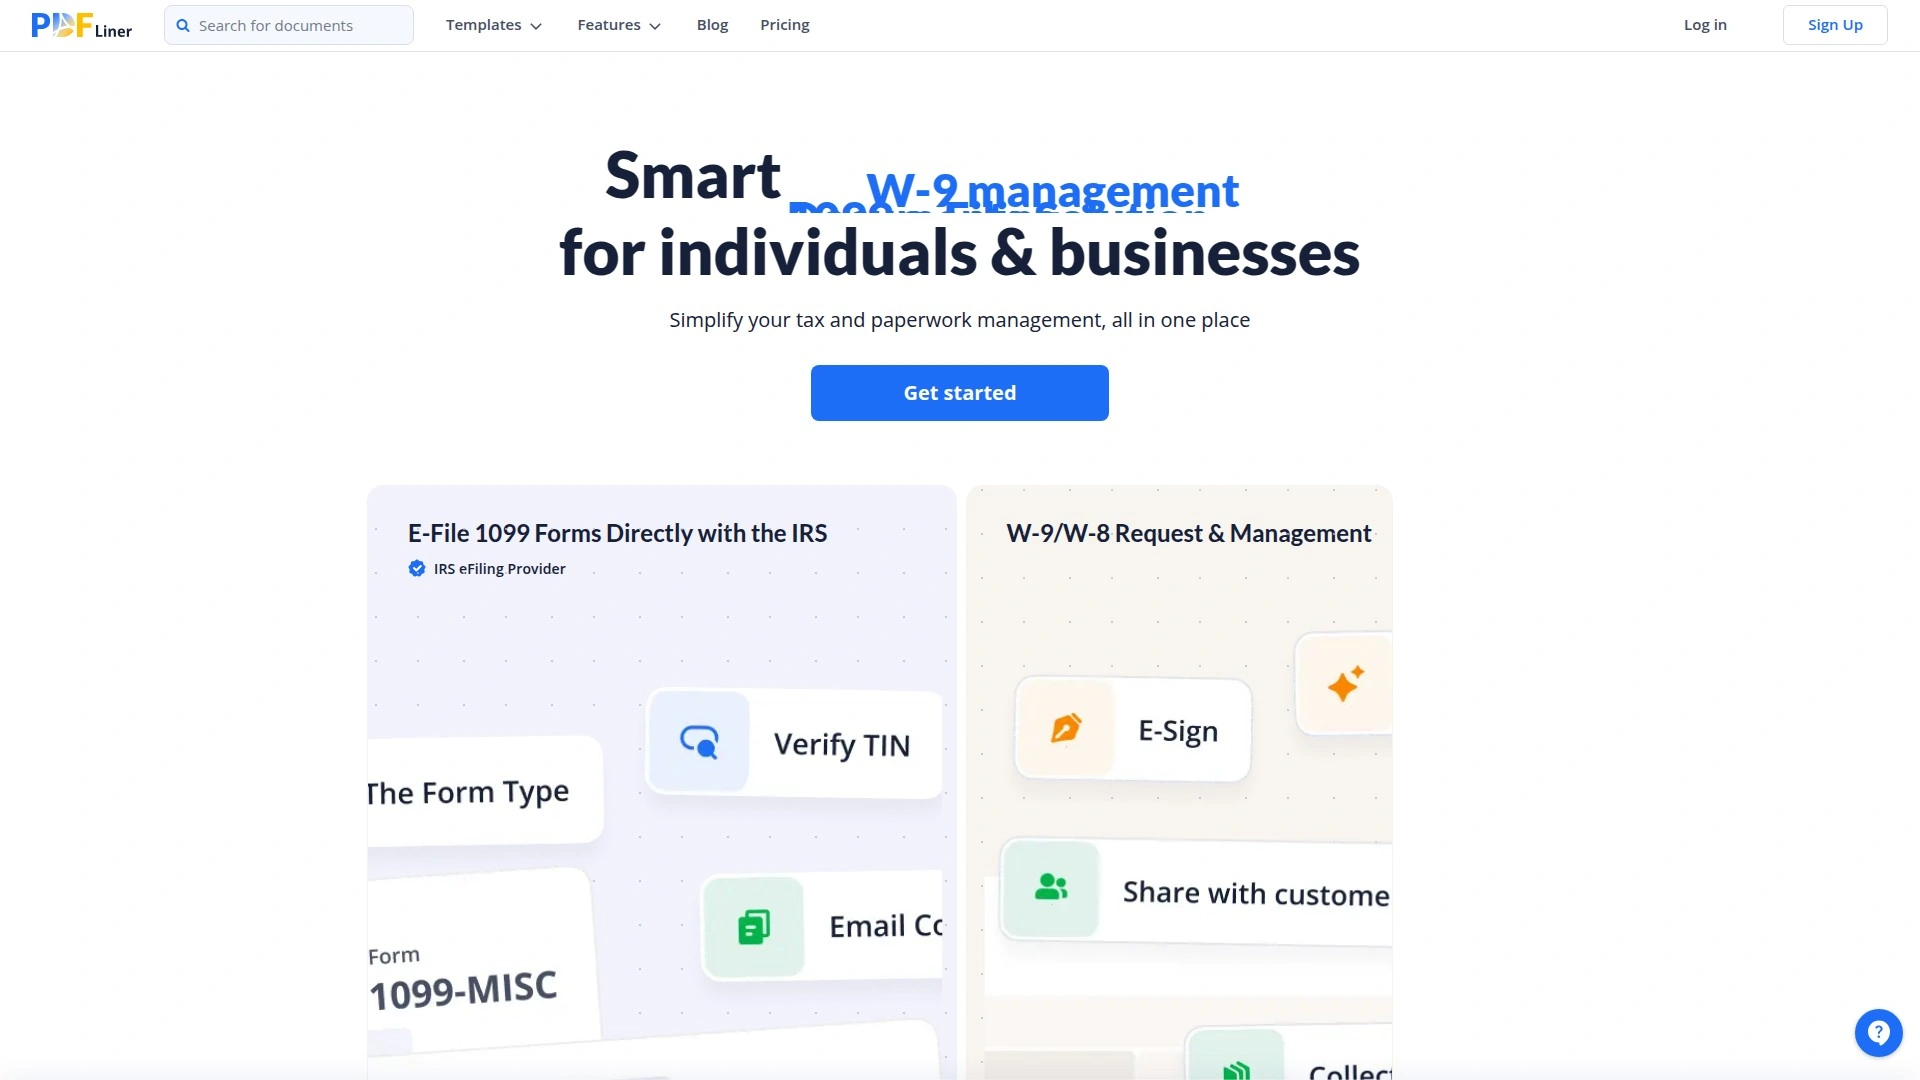 PDF Liner
Search for documents
Templates
Features
Blog
Pricing
Log in
Sign Up
Smart
W-9 management
for individuals & businesses
Simplify your tax and paperwork management, all in one place
Get started
E-File 1099 Forms Directly with the IRS
IRS eFiling Provider
The Form Type
Verify TIN
Email Co
Form
1099-MISC
W-9/W-8 Request & Management
E-Sign
Share with custome
Collect
?